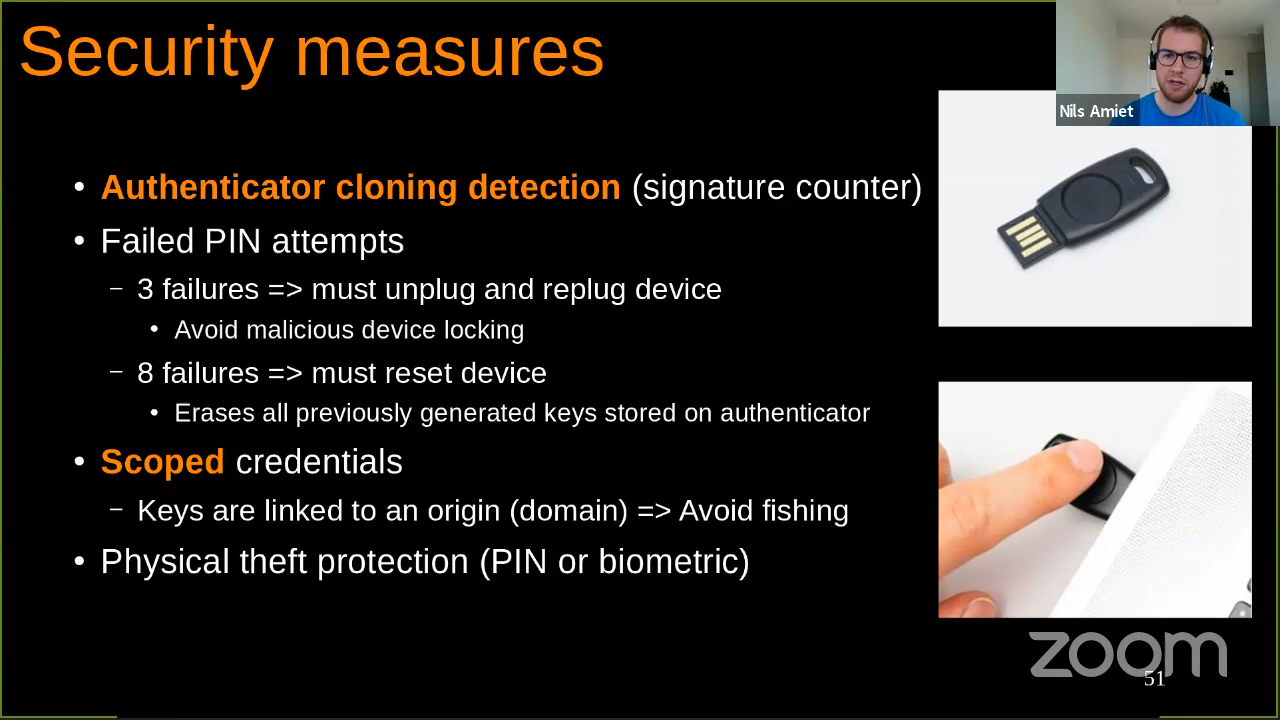 Security measures
Nils Amiet
• Authenticator cloning detection (signature counter)
• Failed PIN attempts
– 3 failures => must unplug and replug device
• Avoid malicious device locking
– 8 failures => must reset device
• Erases all previously generated keys stored on authenticator
• Scoped credentials
– Keys are linked to an origin (domain) => Avoid fishing
• Physical theft protection (PIN or biometric)
zoom
51